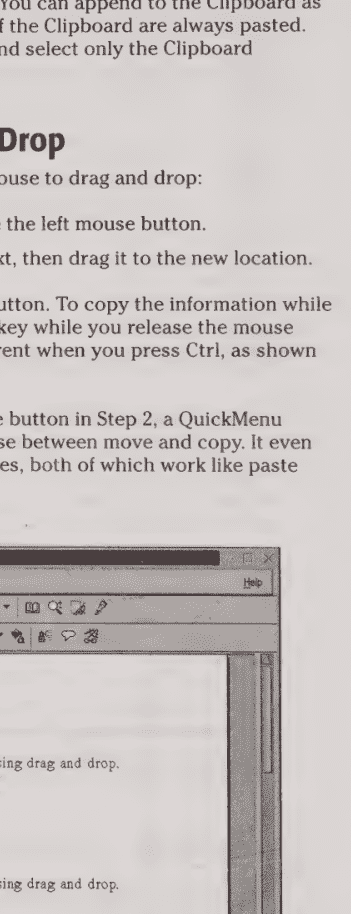 You can append to the Clipboard as
f the Clipboard are always pasted.
nd select only the Clipboard
Drop
ouse to drag and drop:
the left mouse button.
xt, then drag it to the new location.
utton. To copy the information while
key while you release the mouse
rent when you press Ctrl, as shown
e button in Step 2, a QuickMenu
se between move and copy. It even
es, both of which work like paste
Help
sing drag and drop.
sing drag and drop.